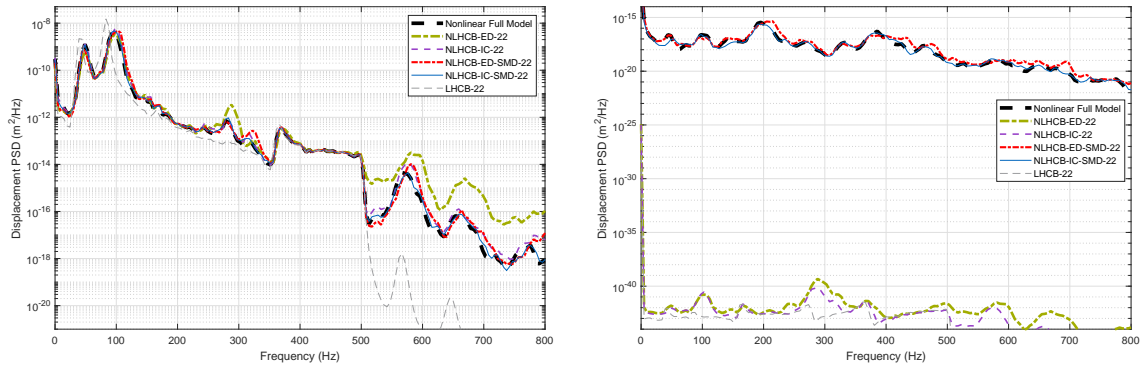 Displacement PSD (m²/Hz)
10⁻⁸
10⁻¹⁰
10⁻¹²
10⁻¹⁴
10⁻¹⁶
10⁻¹⁸
10⁻²⁰
0 100 200 300 400 500 600 700 800
Frequency (Hz)
Nonlinear Full Model
NLHCB-ED-22
NLHCB-IC-22
NLHCB-ED-SMD-22
NLHCB-IC-SMD-22
LHCB-22
Displacement PSD (m²/Hz)
10⁻¹⁵
10⁻²⁰
10⁻²⁵
10⁻³⁰
10⁻³⁵
10⁻⁴⁰
0 100 200 300 400 500 600 700 800
Frequency (Hz)
Nonlinear Full Model
NLHCB-ED-22
NLHCB-IC-22
NLHCB-ED-SMD-22
NLHCB-IC-SMD-22
LHCB-22